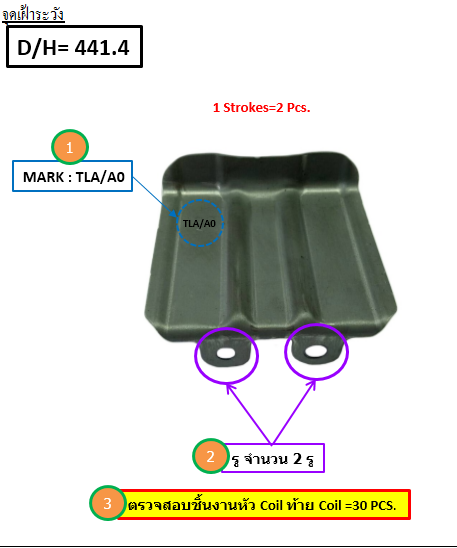 จุดเฝ้าระวัง
D/H= 441.4
1 Strokes=2 Pcs.
1
MARK : TLA/A0
TLA/A0
2
รู จำนวน 2 รู
3
ตรวจสอบชิ้นงานหัว Coil ท้าย Coil =30 PCS.